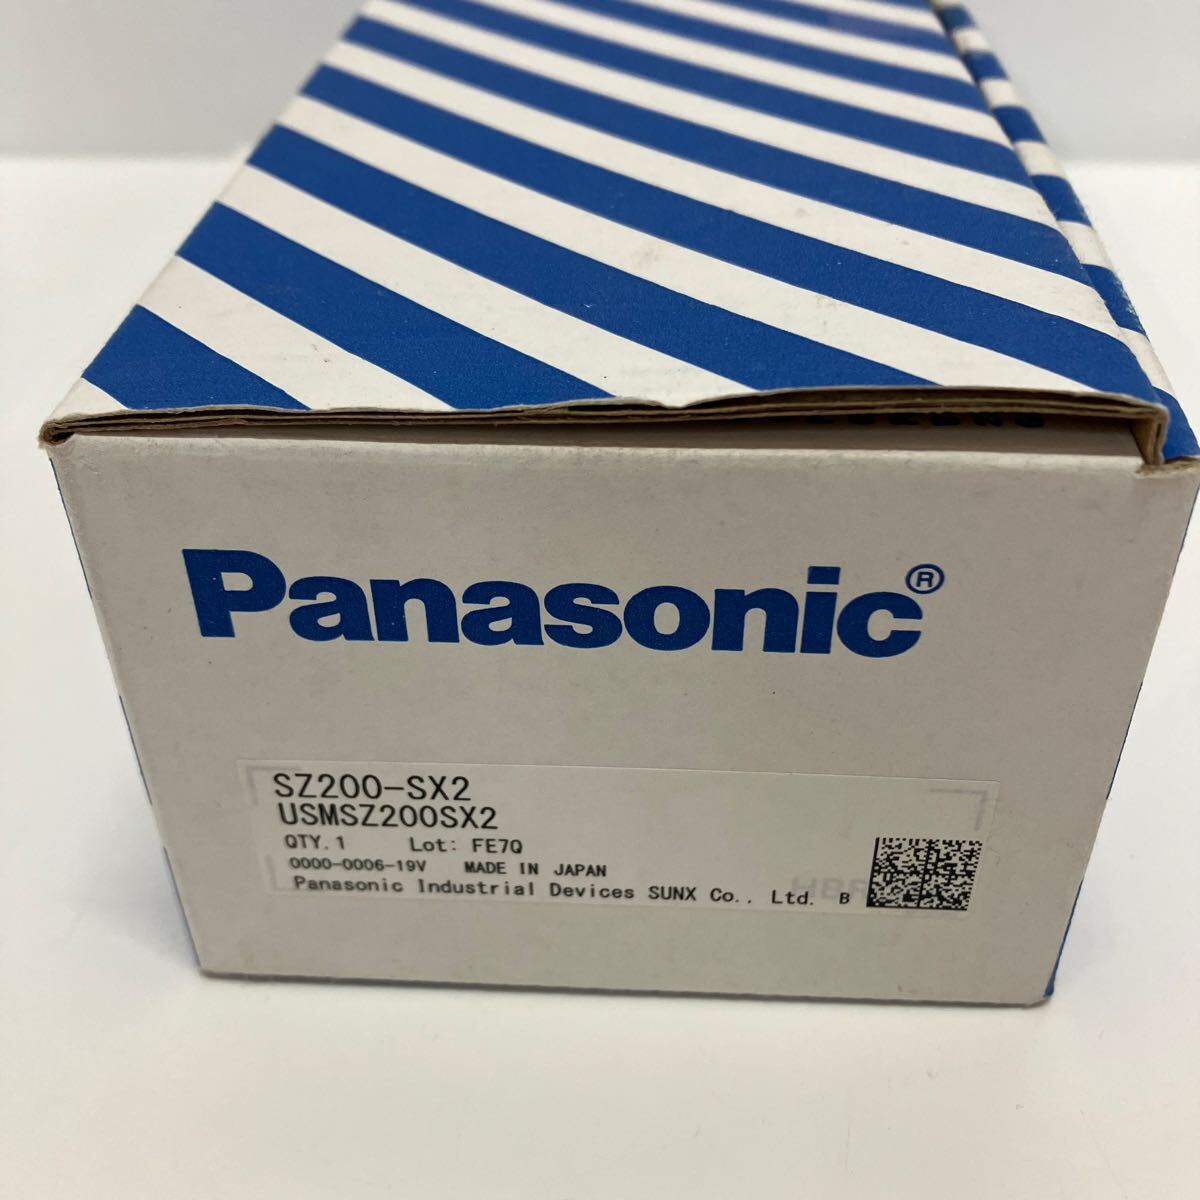 Panasonic®
SZ200-SX2
USMSZ200SX2
QTY.1 Lot: FE7Q
0000-0006-19V MADE IN JAPAN
Panasonic Industrial Devices SUNX Co., Ltd. B